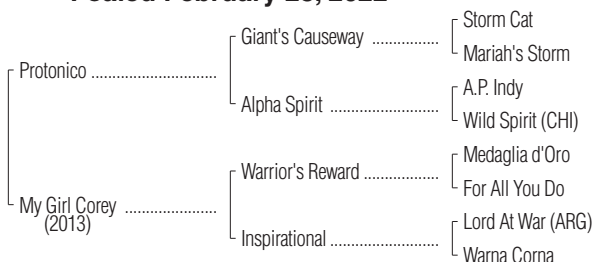 Foaled February 28, 2022
Storm Cat
Giant's Causeway ................
Mariah's Storm
Protonico ..............................
A.P. Indy
Alpha Spirit ..........................
Wild Spirit (CHI)
Medaglia d'Oro
Warrior's Reward ..................
For All You Do
My Girl Corey ......................
(2013)
Lord At War (ARG)
Inspirational ..........................
Warna Corna